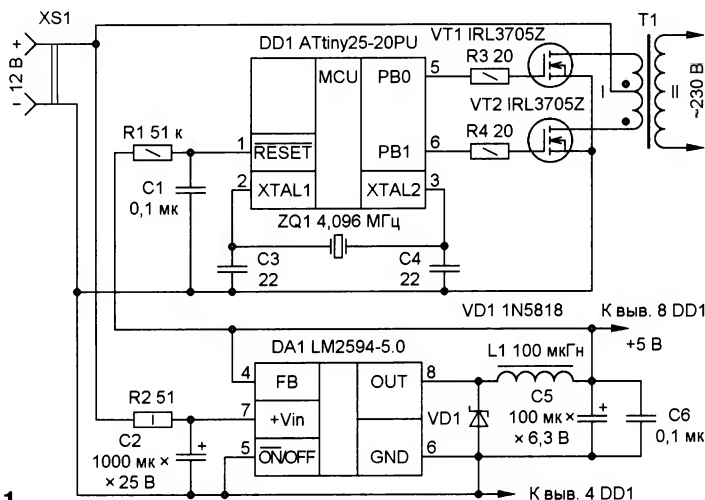 XS1
+
12 В
–
DD1 ATtiny25-20PU
VT1 IRL3705Z
T1
MCU
PB0
5
R3 20
I
II
~230 В
VT2 IRL3705Z
R1 51 к
1
RESET
PB1
6
R4 20
2
XTAL1
XTAL2
3
C1
0,1 мк
ZQ1 4,096 МГц
C3
22
C4
22
VD1 1N5818
К выв. 8 DD1
+5 В
DA1 LM2594-5.0
L1 100 мкГн
4
FB
OUT
8
R2 51
7
+Vin
VD1
C5
100 мк ×
× 6,3 В
+
C6
0,1 мк
C2
1000 мк ×
× 25 В
+
5
ON/OFF
GND
6
К выв. 4 DD1
1